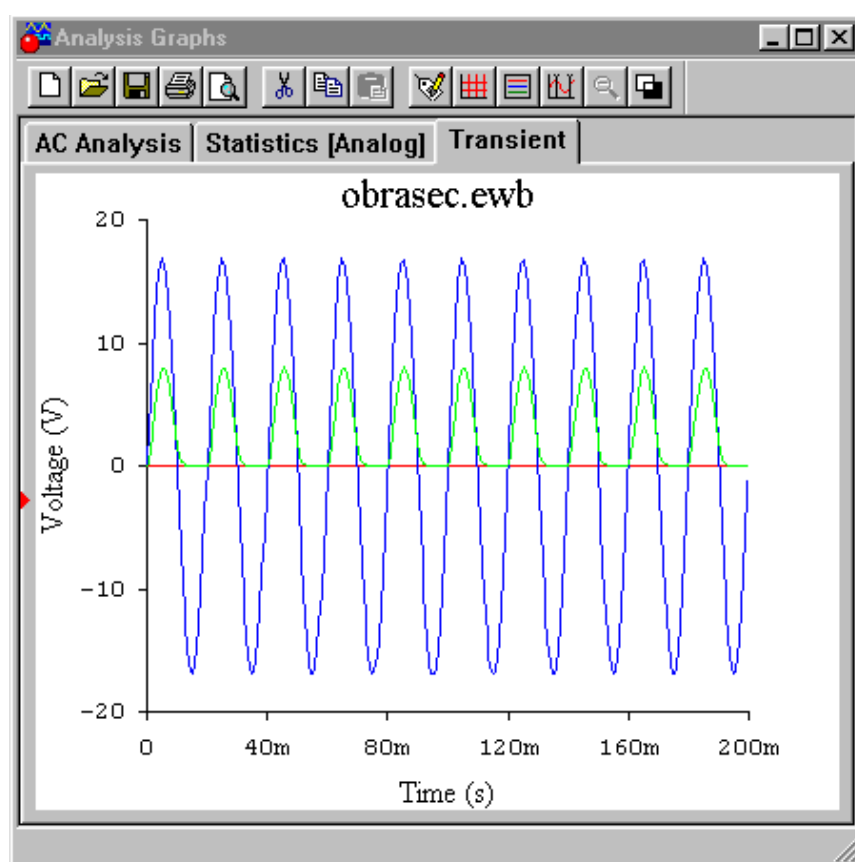 Analysis Graphs
AC Analysis Statistics [Analog] Transient
obrasec.ewb
20
10
0
-10
-20
Voltage (V)
0 40m 80m 120m 160m 200m
Time (s)